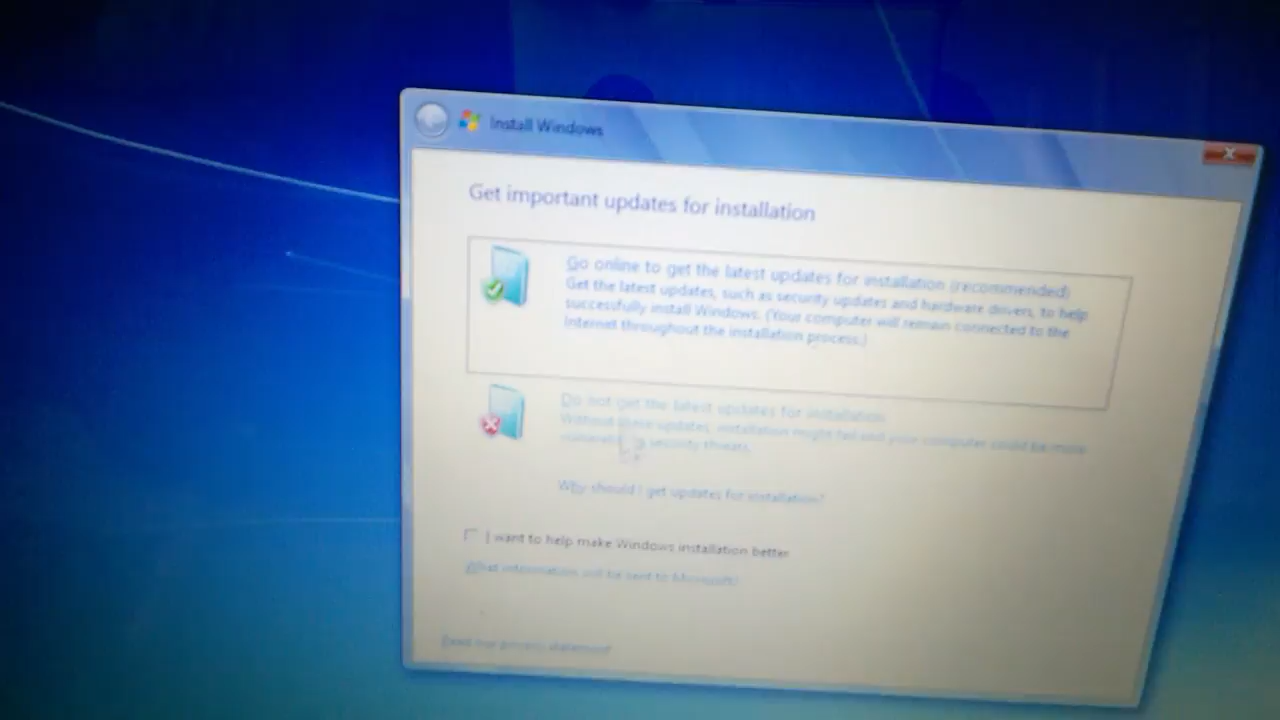 Install Windows
Get important updates for installation
Go online to get the latest updates for installation (recommended)
Get the latest updates, such as security updates and hardware drivers, to help
successfully install Windows. (Your computer will remain connected to the
Internet throughout the installation process.)
Do not get the latest updates for installation
Without these updates, installation might fail and your computer could be more
security threats.
Why should I get updates for installation?
I want to help make Windows installation better
What information will be sent to Microsoft?
Read our privacy statement